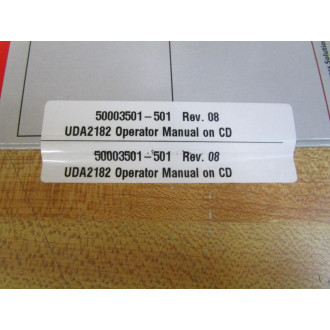 50003501-501 Rev. 08
UDA2182 Operator Manual on CD
50003501-501 Rev. 08
UDA2182 Operator Manual on CD